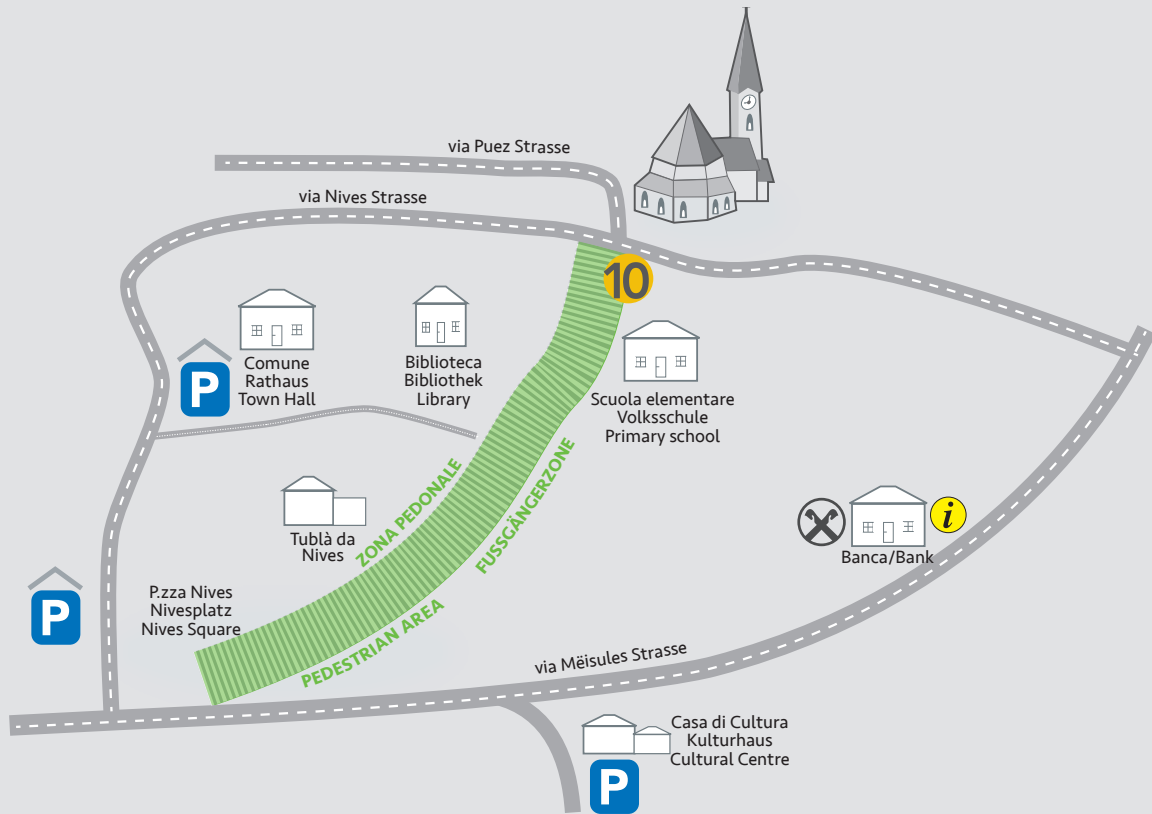 via Puez Strasse
via Nives Strasse
10
Comune
Rathaus
Town Hall
Biblioteca
Bibliothek
Library
Scuola elementare
Volksschule
Primary school
P
ZONA PEDONALE
FUSSGÄNGERZONE
PEDESTRIAN AREA
Tublà da
Nives
i
Banca/Bank
P.zza Nives
Nivesplatz
Nives Square
P
via Mëisules Strasse
Casa di Cultura
Kulturhaus
Cultural Centre
P